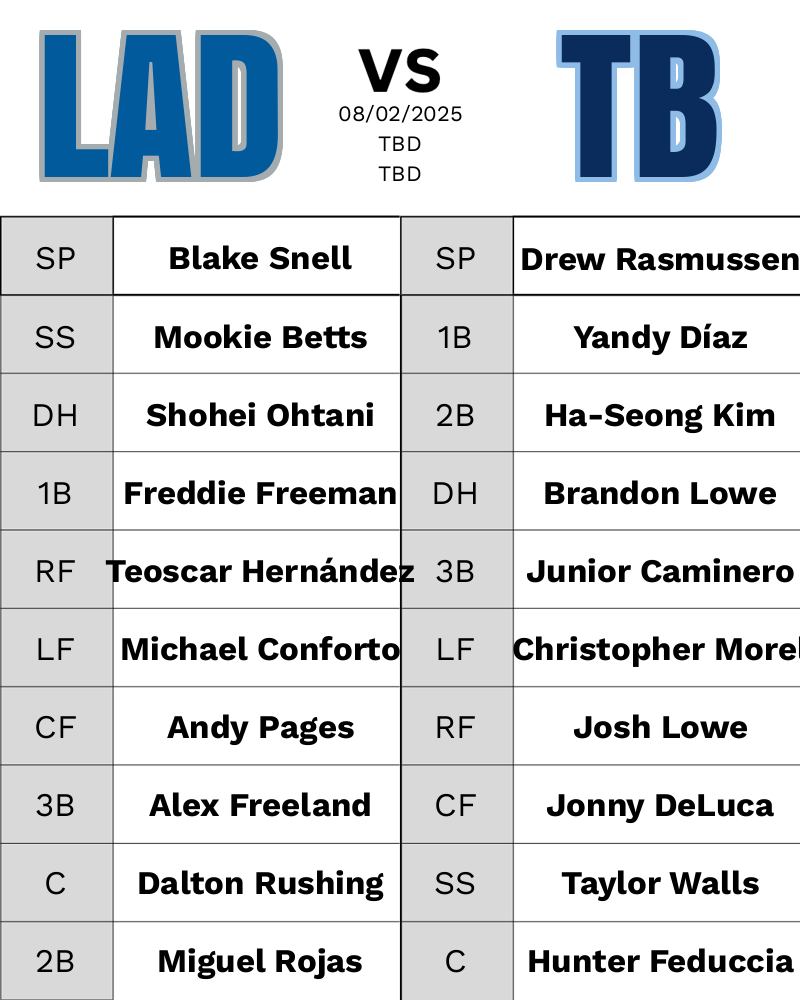 LAD VS TB
08/02/2025
TBD
TBD
SP Blake Snell SP Drew Rasmussen
SS Mookie Betts 1B Yandy Díaz
DH Shohei Ohtani 2B Ha-Seong Kim
1B Freddie Freeman DH Brandon Lowe
RF Teoscar Hernández 3B Junior Caminero
LF Michael Conforto LF Christopher Morel
CF Andy Pages RF Josh Lowe
3B Alex Freeland CF Jonny DeLuca
C Dalton Rushing SS Taylor Walls
2B Miguel Rojas C Hunter Feduccia